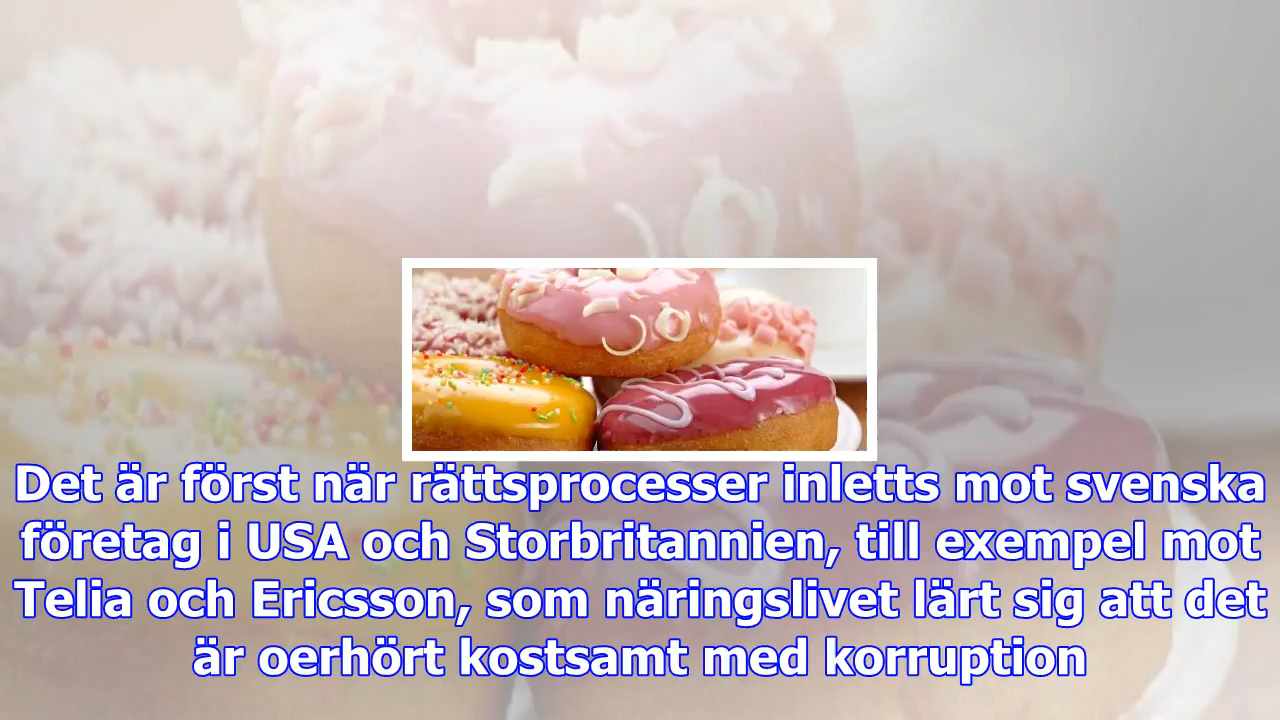 Det är först när rättsprocesser inletts mot svenska
företag i USA och Storbritannien, till exempel mot
Telia och Ericsson, som näringslivet lärt sig att det
är oerhört kostsamt med korruption